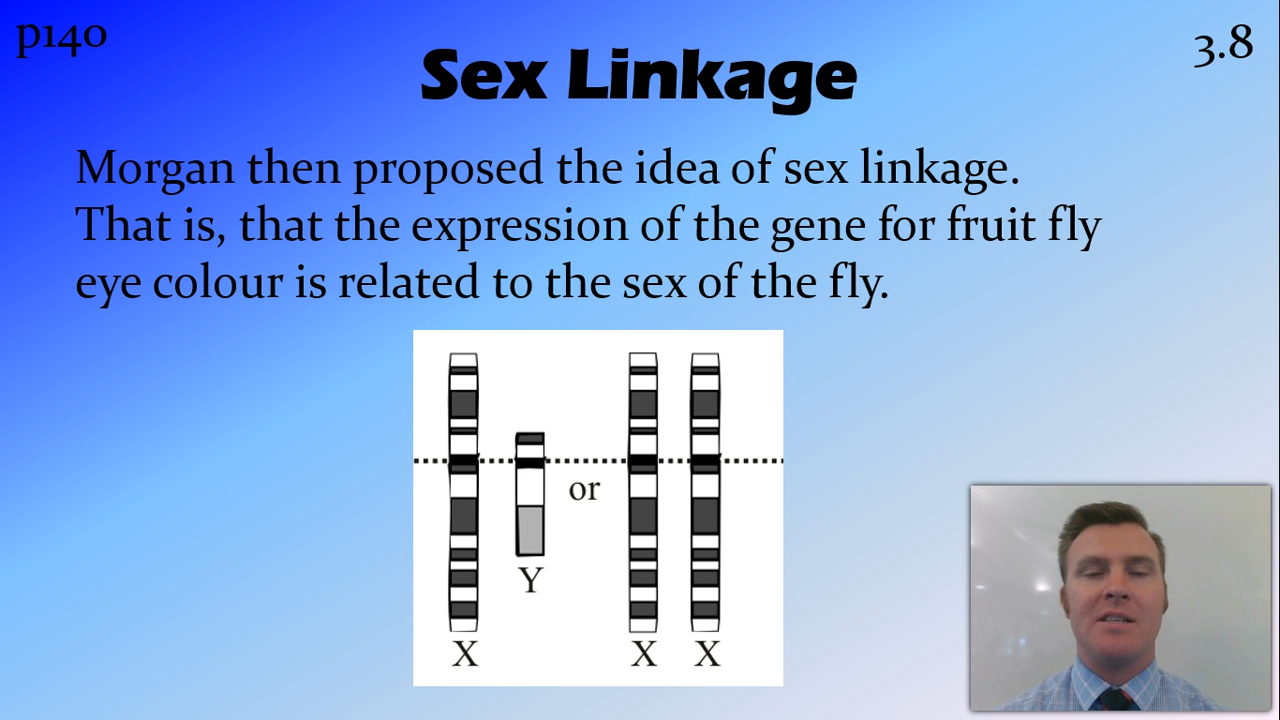 p140
3.8
Sex Linkage
Morgan then proposed the idea of sex linkage.
That is, that the expression of the gene for fruit fly
eye colour is related to the sex of the fly.
or
Y
X
X X